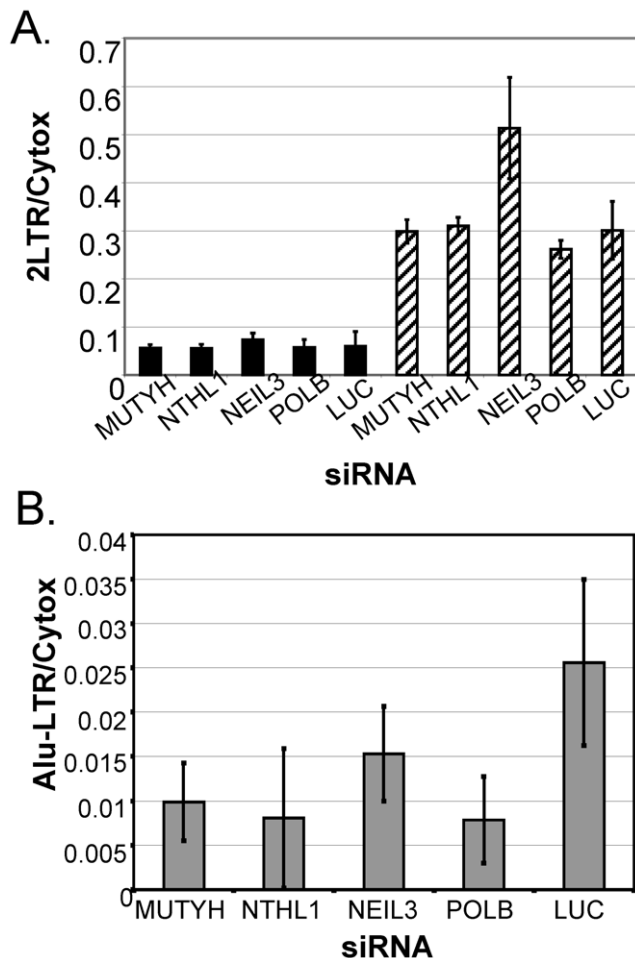 A.
2LTR/Cytox
0.7
0.6
0.5
0.4
0.3
0.2
0.1
0
MUTYH NTHL1 NEIL3 POLB LUC MUTYH NTHL1 NEIL3 POLB LUC
siRNA
B.
Alu-LTR/Cytox
0.04
0.035
0.03
0.025
0.02
0.015
0.01
0.005
0
MUTYH NTHL1 NEIL3 POLB LUC
siRNA